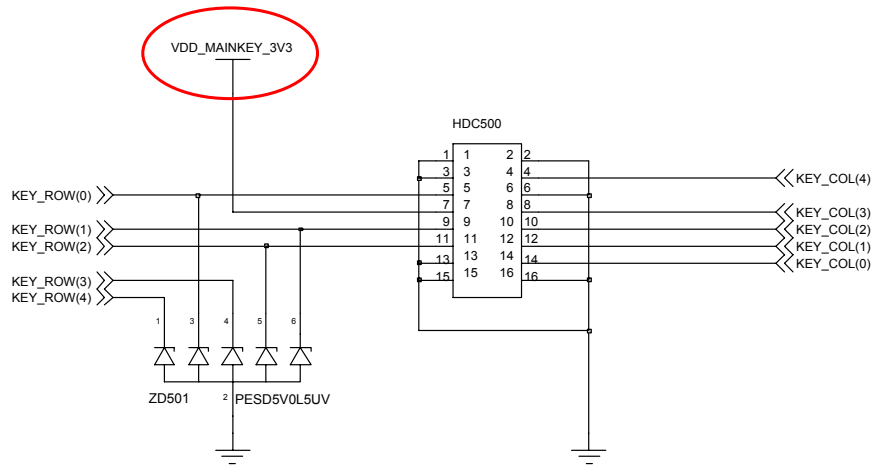 VDD_MAINKEY_3V3
HDC500
1 1 2 2
3 3 4 4 KEY_COL(4)
KEY_ROW(0) 5 5 6 6
7 7 8 8 KEY_COL(3)
KEY_ROW(1) 9 9 10 10 KEY_COL(2)
KEY_ROW(2) 11 11 12 12 KEY_COL(1)
13 13 14 14 KEY_COL(0)
15 15 16 16
KEY_ROW(3)
KEY_ROW(4)
1 3 4 5 6
ZD501 2 PESD5V0L5UV